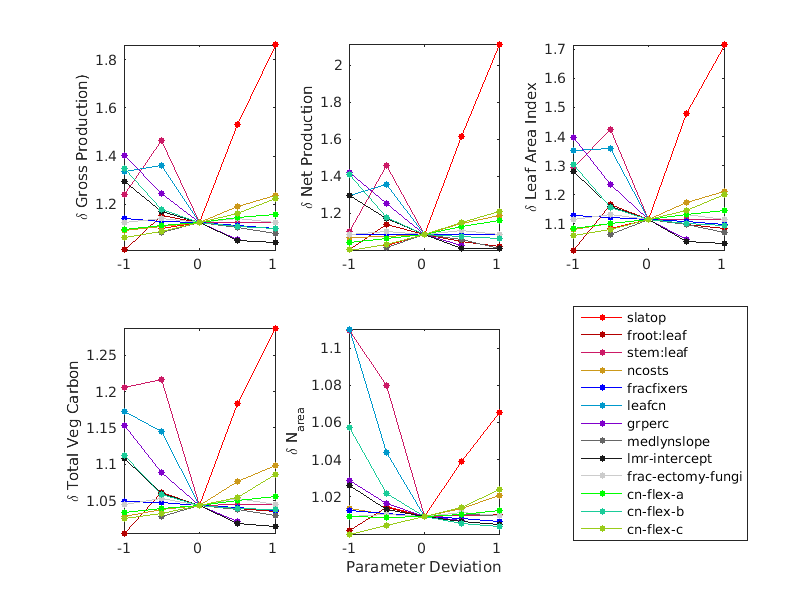 δ Gross Production)
1.8
1.6
1.4
1.2
-1 0 1
δ Net Production
2
1.8
1.6
1.4
1.2
-1 0 1
δ Leaf Area Index
1.7
1.6
1.5
1.4
1.3
1.2
1.1
-1 0 1
δ Total Veg Carbon
1.25
1.2
1.15
1.1
1.05
-1 0 1
δ Narea
1.1
1.08
1.06
1.04
1.02
-1 0 1
Parameter Deviation
slatop
froot:leaf
stem:leaf
ncosts
fracfixers
leafcn
grperc
medlynslope
lmr-intercept
frac-ectomy-fungi
cn-flex-a
cn-flex-b
cn-flex-c